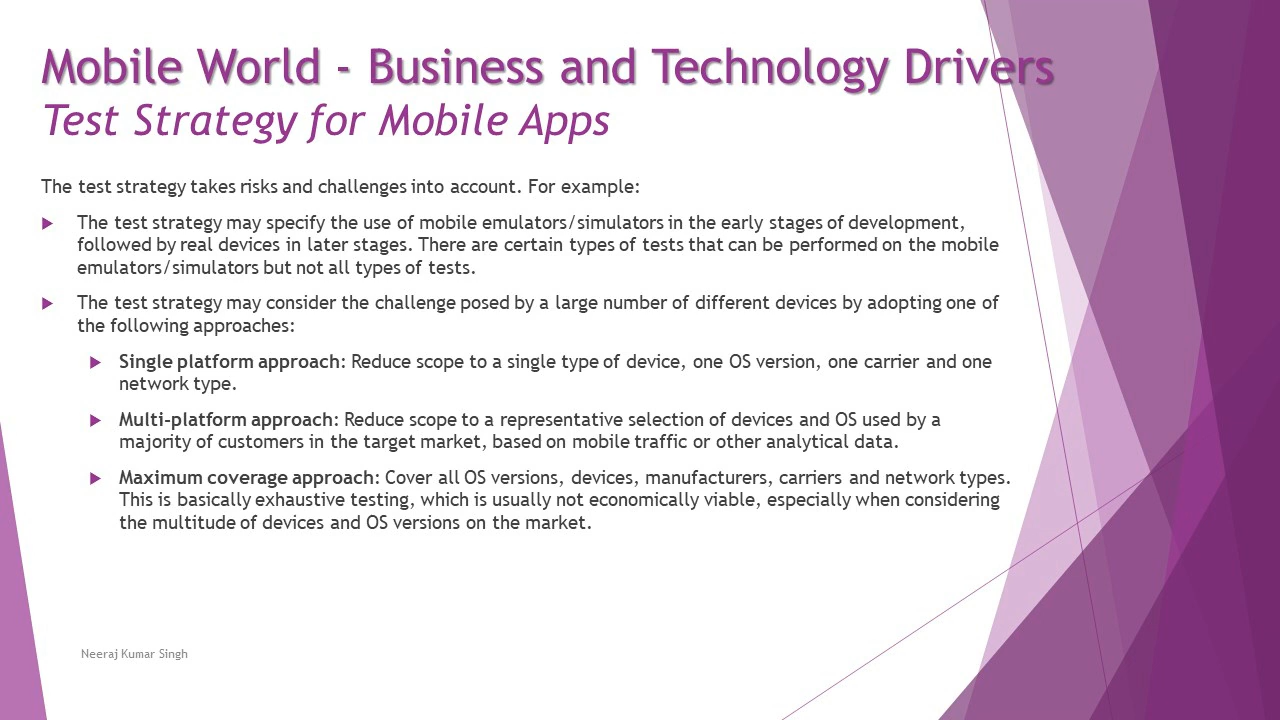 Mobile World - Business and Technology Drivers
Test Strategy for Mobile Apps
The test strategy takes risks and challenges into account. For example:
The test strategy may specify the use of mobile emulators/simulators in the early stages of development,
followed by real devices in later stages. There are certain types of tests that can be performed on the mobile
emulators/simulators but not all types of tests.
The test strategy may consider the challenge posed by a large number of different devices by adopting one of
the following approaches:
Single platform approach: Reduce scope to a single type of device, one OS version, one carrier and one
network type.
Multi-platform approach: Reduce scope to a representative selection of devices and OS used by a
majority of customers in the target market, based on mobile traffic or other analytical data.
Maximum coverage approach: Cover all OS versions, devices, manufacturers, carriers and network types.
This is basically exhaustive testing, which is usually not economically viable, especially when considering
the multitude of devices and OS versions on the market.
Neeraj Kumar Singh